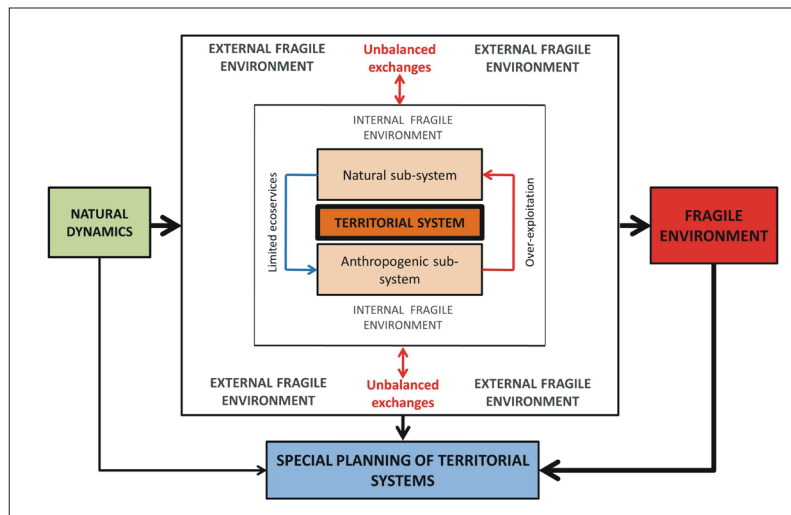 EXTERNAL FRAGILE
ENVIRONMENT
Unbalanced
exchanges
EXTERNAL FRAGILE
ENVIRONMENT
INTERNAL FRAGILE
ENVIRONMENT
Natural sub-system
Limited ecoservices
TERRITORIAL SYSTEM
Over-exploitation
Anthropogenic sub-
system
INTERNAL FRAGILE
ENVIRONMENT
NATURAL
DYNAMICS
FRAGILE
ENVIRONMENT
EXTERNAL FRAGILE
ENVIRONMENT
Unbalanced
exchanges
EXTERNAL FRAGILE
ENVIRONMENT
SPECIAL PLANNING OF TERRITORIAL
SYSTEMS